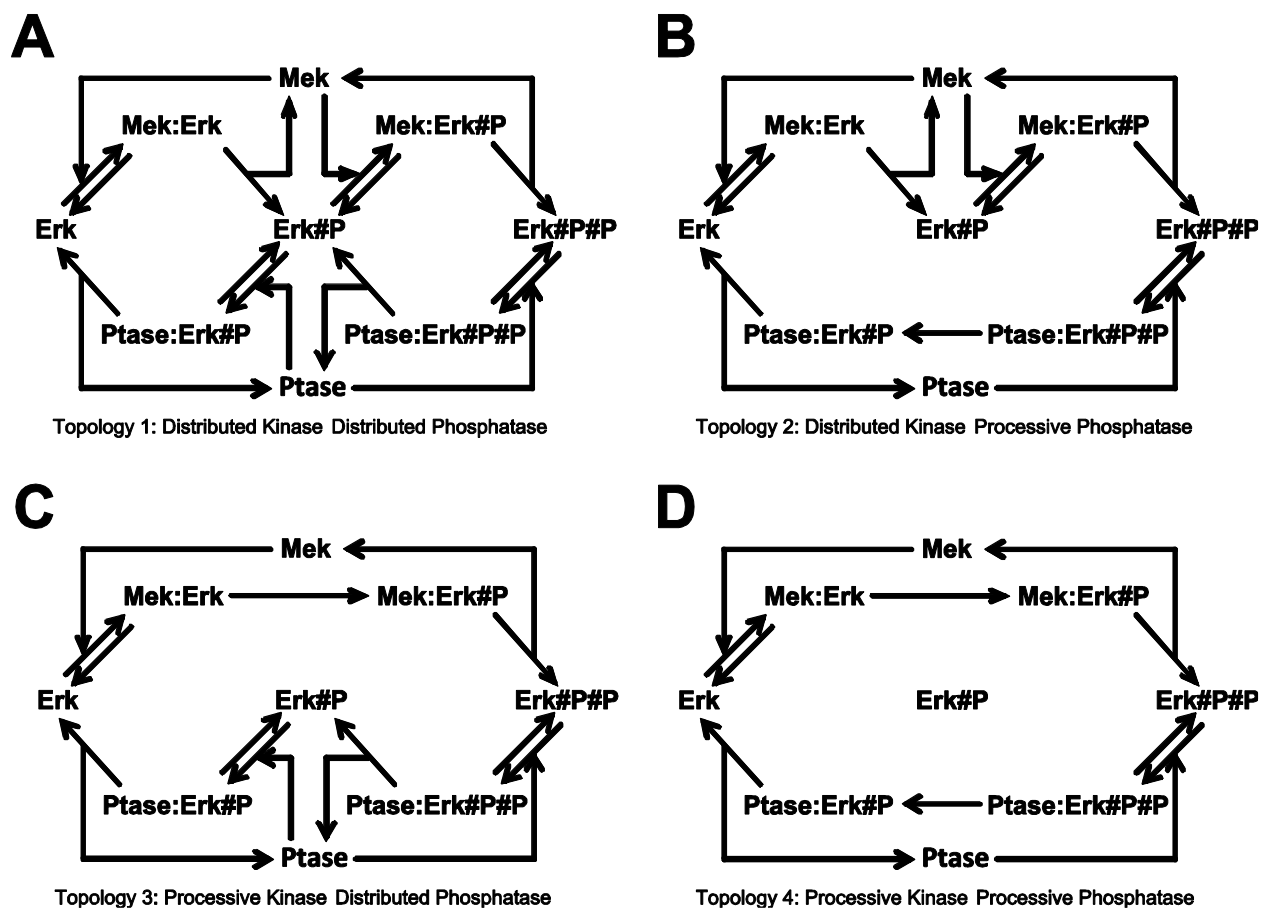 A
Mek
Mek:Erk
Mek:Erk#P
Erk
Erk#P
Erk#P#P
Ptase:Erk#P
Ptase:Erk#P#P
Ptase
Topology 1: Distributed Kinase Distributed Phosphatase
B
Mek
Mek:Erk
Mek:Erk#P
Erk
Erk#P
Erk#P#P
Ptase:Erk#P
Ptase:Erk#P#P
Ptase
Topology 2: Distributed Kinase Processive Phosphatase
C
Mek
Mek:Erk
Mek:Erk#P
Erk
Erk#P
Erk#P#P
Ptase:Erk#P
Ptase:Erk#P#P
Ptase
Topology 3: Processive Kinase Distributed Phosphatase
D
Mek
Mek:Erk
Mek:Erk#P
Erk
Erk#P
Erk#P#P
Ptase:Erk#P
Ptase:Erk#P#P
Ptase
Topology 4: Processive Kinase Processive Phosphatase